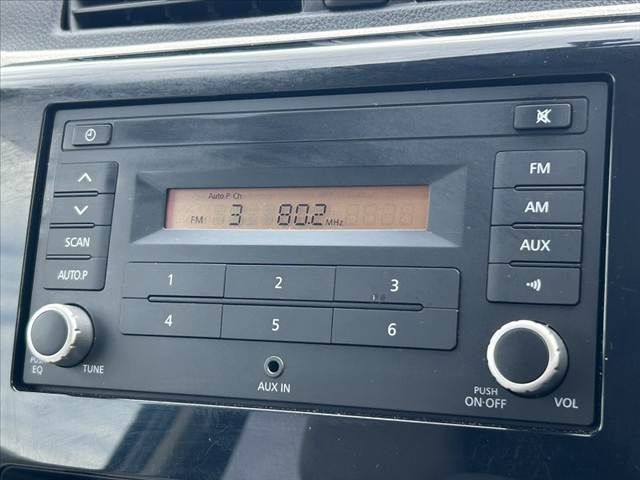 Auto.P Ch
FM 3 80.2 MHz
SCAN
AUTO.P
FM
AM
AUX
1 2 3
4 5 6
PUSH
EQ
TUNE
AUX IN
PUSH
ON·OFF
VOL